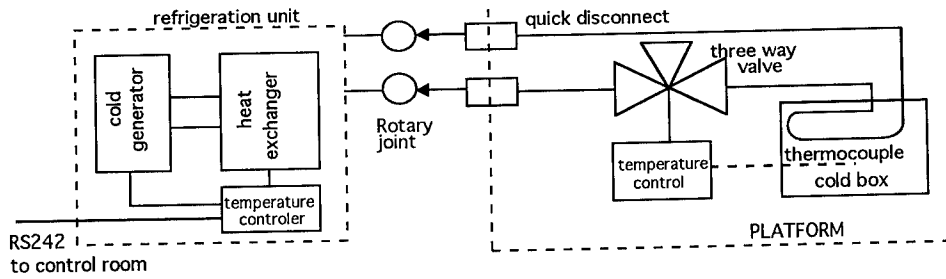 refrigeration unit
quick disconnect
three way
valve
cold
generator
heat
exchanger
Rotary
joint
temperature
controler
temperature
control
thermocouple
cold box
PLATFORM
RS242
to control room